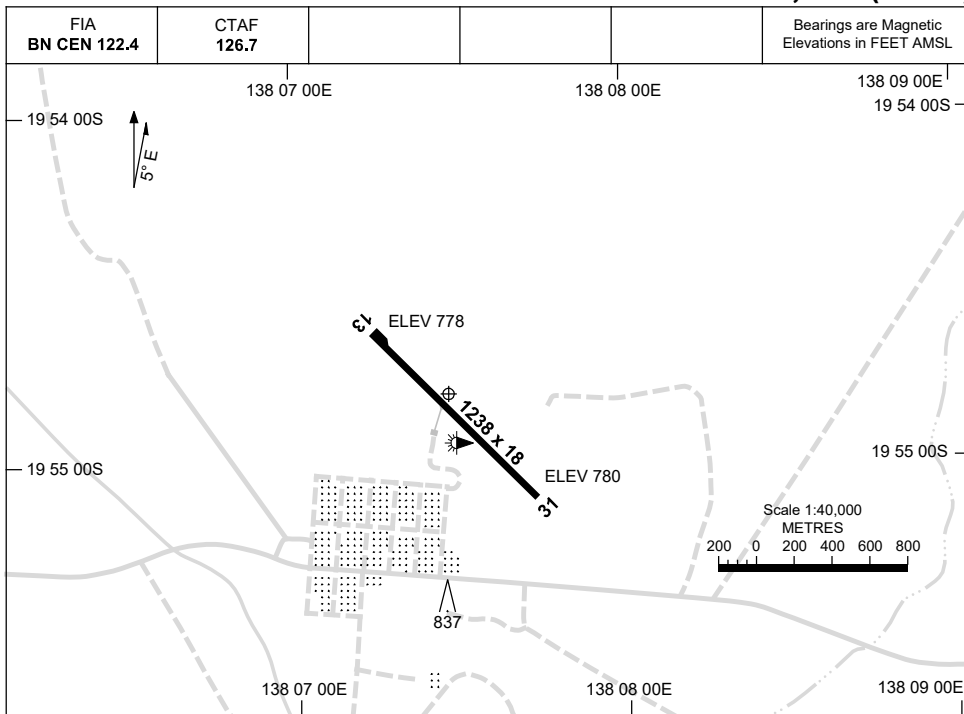 FIA
BN CEN 122.4
CTAF
126.7
Bearings are Magnetic
Elevations in FEET AMSL
138 07 00E
138 08 00E
138 09 00E
19 54 00S
19 54 00S
5° E
13
ELEV 778
1238 x 18
19 55 00S
19 55 00S
ELEV 780
31
Scale 1:40,000
METRES
200 0 200 400 600 800
837
138 07 00E
138 08 00E
138 09 00E